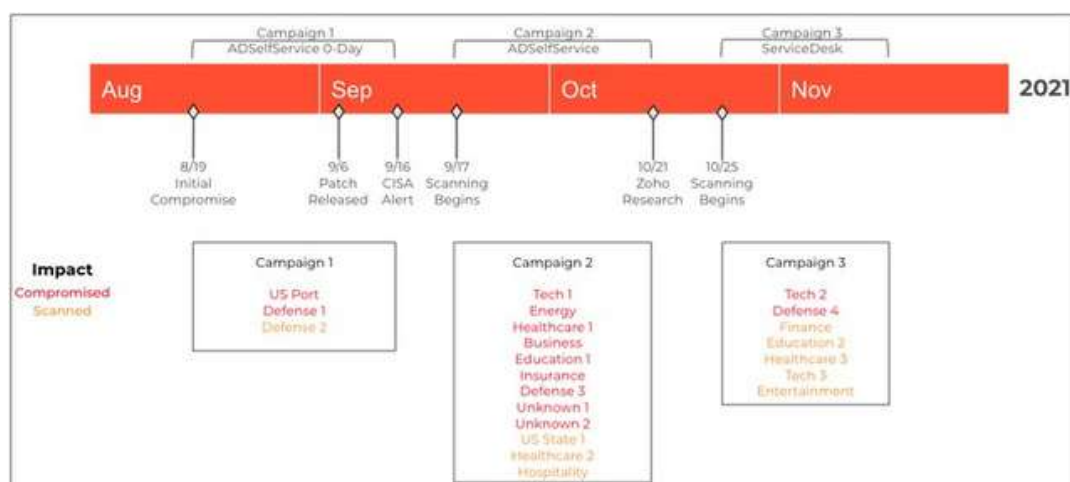 Campaign 1
ADSelfService 0-Day
Campaign 2
ADSelfService
Campaign 3
ServiceDesk
Aug
Sep
Oct
Nov
2021
8/19
Initial
Compromise
9/6
Patch
Released
9/16
CISA
Alert
9/17
Scanning
Begins
10/21
Zoho
Research
10/25
Scanning
Begins
Impact
Compromised
Scanned
Campaign 1
US Port
Defense 1
Defense 2
Campaign 2
Tech 1
Energy
Healthcare 1
Business
Education 1
Insurance
Defense 3
Unknown 1
Unknown 2
US State 1
Healthcare 2
Hospitality
Campaign 3
Tech 2
Defense 4
Finance
Education 2
Healthcare 3
Tech 3
Entertainment